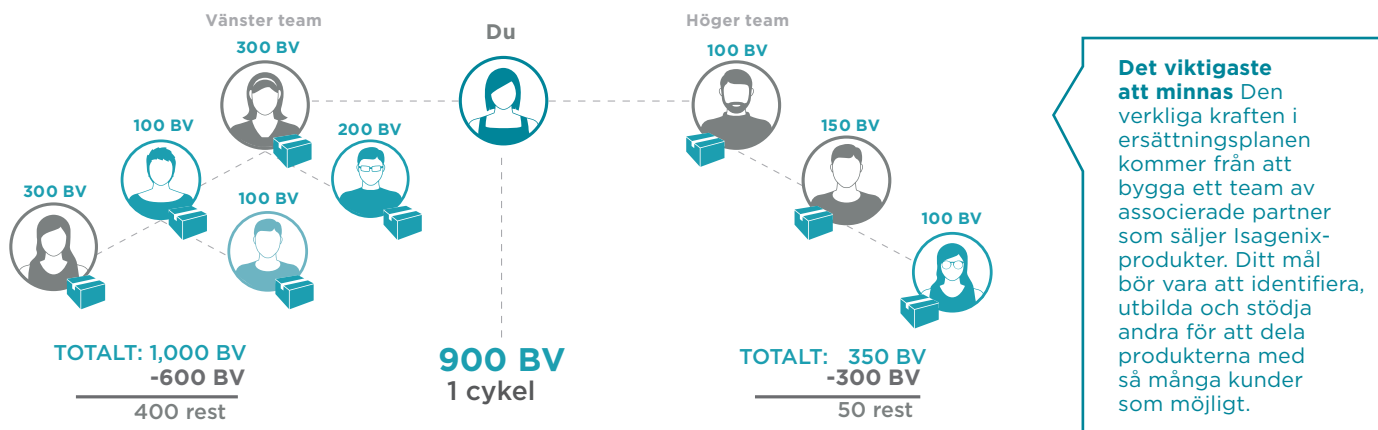 Vänster team
300 BV
100 BV
200 BV
300 BV
100 BV
TOTALT: 1,000 BV
-600 BV
400 rest
Du
900 BV
1 cykel
Höger team
100 BV
150 BV
100 BV
TOTALT: 350 BV
-300 BV
50 rest
Det viktigaste
att minnas Den
verkliga kraften i
ersättningsplanen
kommer från att
bygga ett team av
associerade partner
som säljer Isagenix-
produkter. Ditt mål
bör vara att identifiera,
utbilda och stödja
andra för att dela
produkterna med
så många kunder
som möjligt.